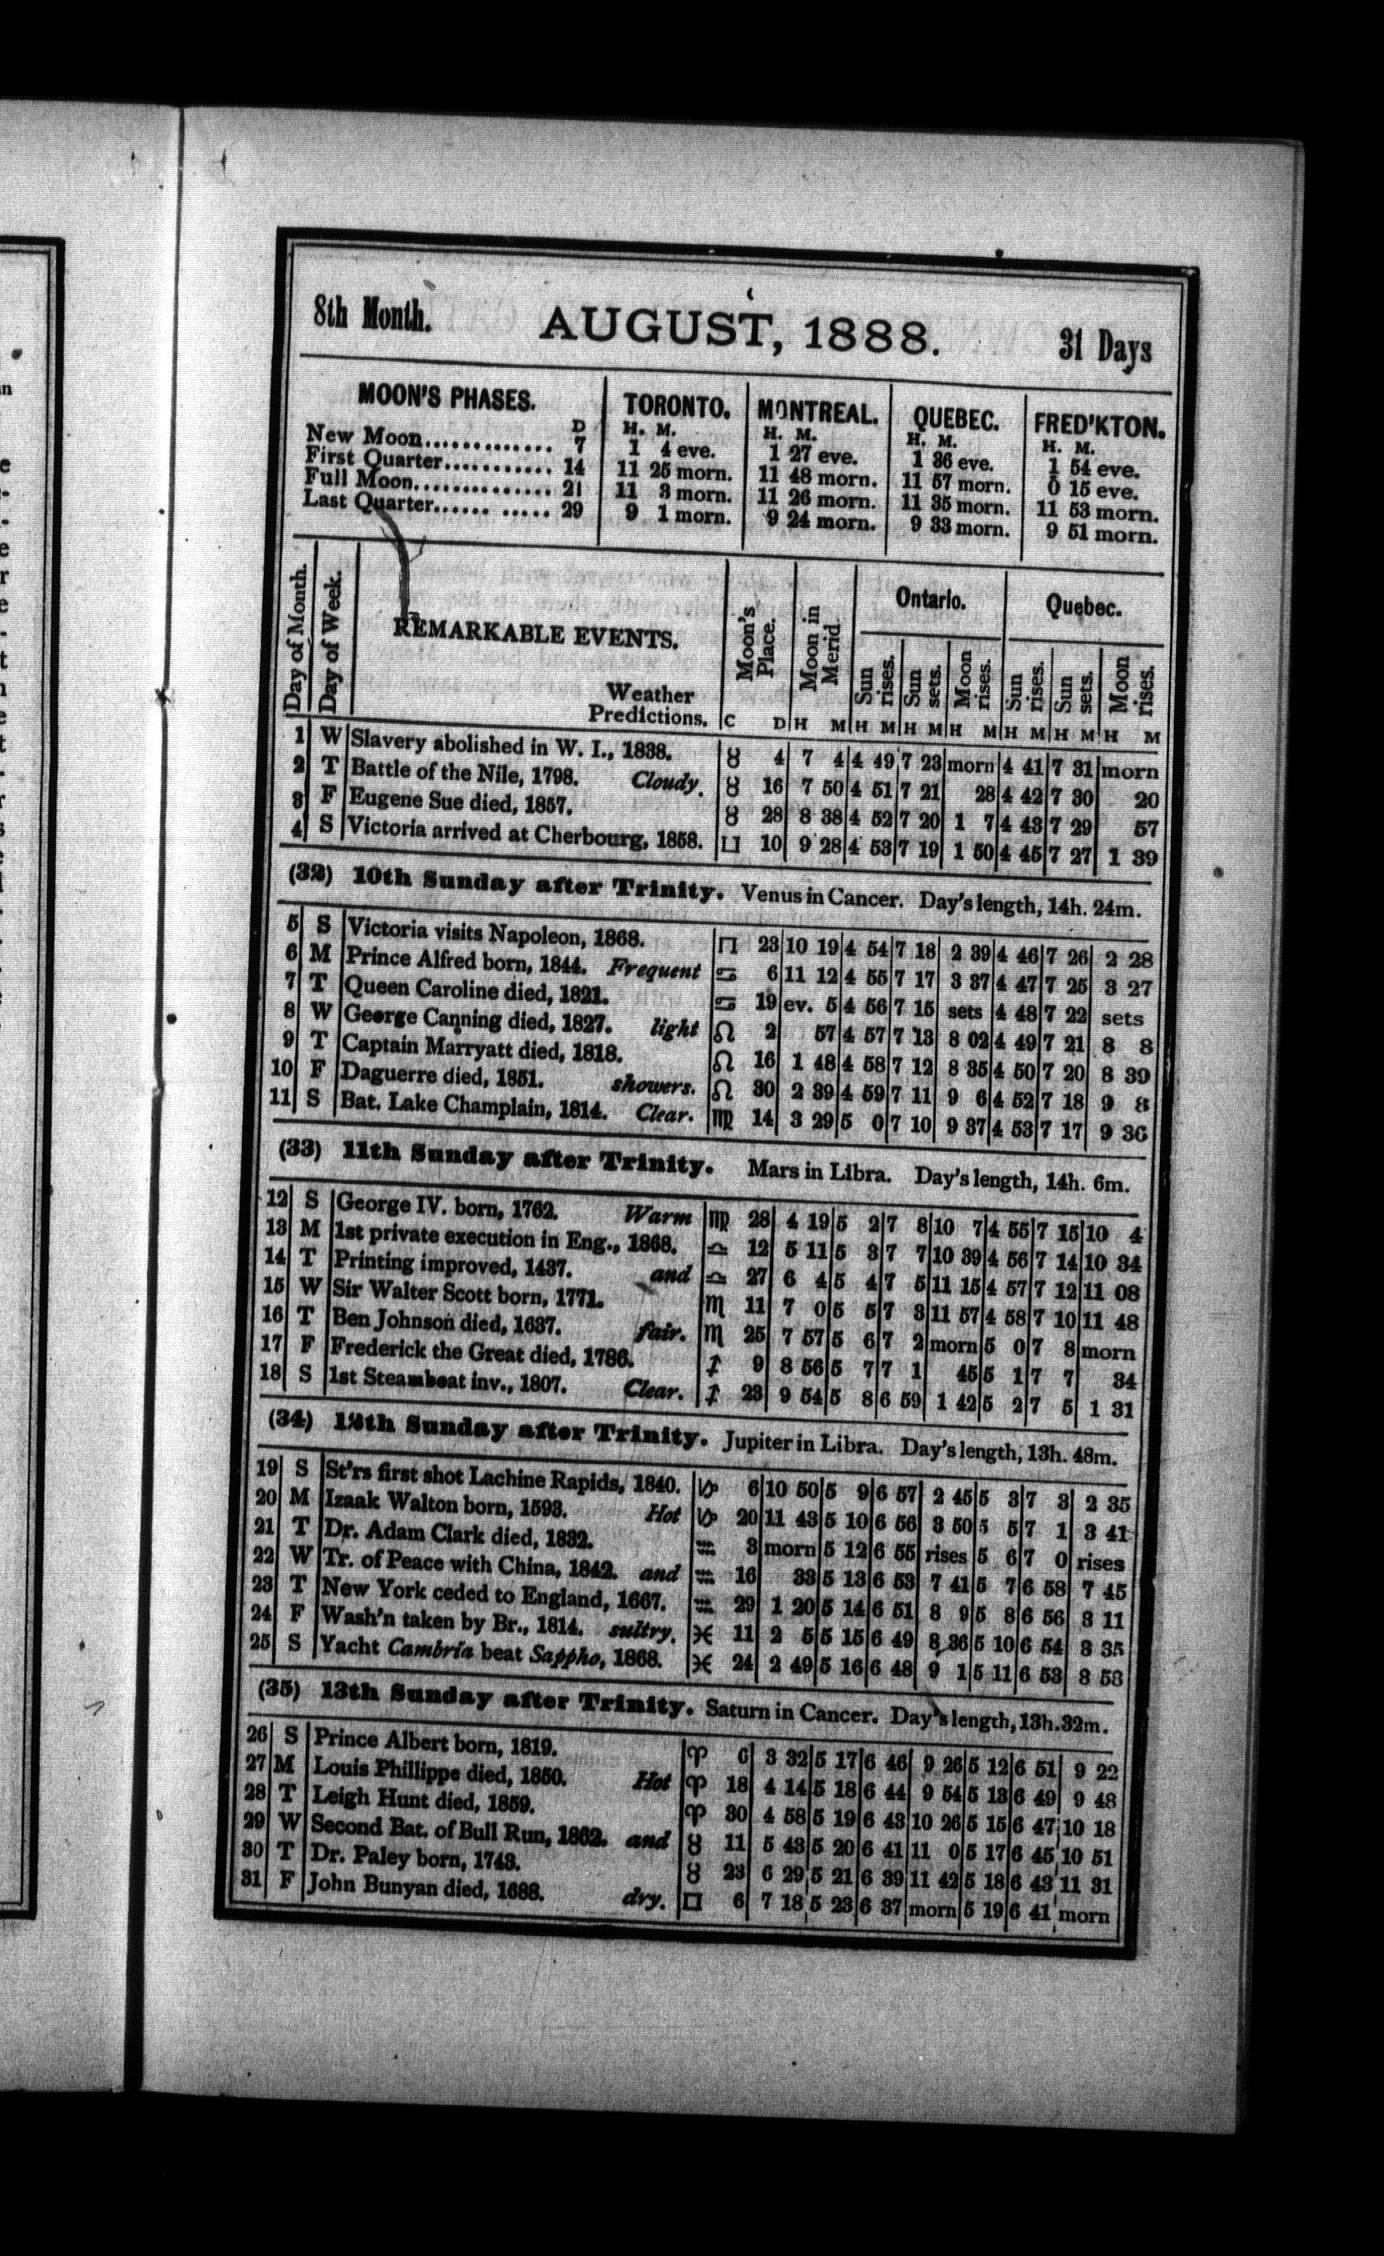 8th Month. AUGUST, 1888. 31 Days
MOON'S PHASES. TORONTO. MONTREAL. QUEBEC. FRED'KTON.
D H. M. H. M. H. M. H. M.
New Moon............ 7 1 4 eve. 1 27 eve. 1 36 eve. 1 54 eve.
First Quarter........... 14 11 25 morn. 11 48 morn. 11 57 morn. 0 15 eve.
Full Moon.............. 21 11 3 morn. 11 26 morn. 11 35 morn. 11 53 morn.
Last Quarter...... ..... 29 9 1 morn. 9 24 morn. 9 33 morn. 9 51 morn.
Day of Month. Day of Week. REMARKABLE EVENTS. Weather Predictions. Moon's Place. Moon in Merid. Ontario. Quebec.
Sun rises. Sun sets. Moon rises. Sun rises. Sun sets. Moon rises.
C D H M H M H M H M H M H M H M
1 W Slavery abolished in W. I., 1838. ♉ 4 7 4 4 49 7 23 morn 4 41 7 31 morn
2 T Battle of the Nile, 1798. Cloudy. ♉ 16 7 50 4 51 7 21 28 4 42 7 30 20
3 F Eugene Sue died, 1857. ♉ 28 8 38 4 52 7 20 1 7 4 43 7 29 57
4 S Victoria arrived at Cherbourg, 1858. ♊ 10 9 28 4 53 7 19 1 50 4 45 7 27 1 39
(32) 10th Sunday after Trinity. Venus in Cancer. Day's length, 14h. 24m.
5 S Victoria visits Napoleon, 1868. ♊ 23 10 19 4 54 7 18 2 39 4 46 7 26 2 28
6 M Prince Alfred born, 1844. Frequent ♋ 6 11 12 4 55 7 17 3 37 4 47 7 25 3 27
7 T Queen Caroline died, 1821. ♋ 19 ev. 5 4 56 7 15 sets 4 48 7 22 sets
8 W George Canning died, 1827. light ♌ 2 57 4 57 7 13 8 02 4 49 7 21 8 8
9 T Captain Marryatt died, 1818. ♌ 16 1 48 4 58 7 12 8 35 4 50 7 20 8 39
10 F Daguerre died, 1851. showers. ♌ 30 2 39 4 59 7 11 9 6 4 52 7 18 9 8
11 S Bat. Lake Champlain, 1814. Clear. ♍ 14 3 29 5 0 7 10 9 37 4 53 7 17 9 36
(33) 11th Sunday after Trinity. Mars in Libra. Day's length, 14h. 6m.
12 S George IV. born, 1762. Warm ♍ 28 4 19 5 2 7 8 10 7 4 55 7 15 10 4
13 M 1st private execution in Eng., 1868. ♎ 12 5 11 5 3 7 7 10 39 4 56 7 14 10 34
14 T Printing improved, 1437. and ♎ 27 6 4 5 4 7 5 11 15 4 57 7 12 11 08
15 W Sir Walter Scott born, 1771. ♏ 11 7 0 5 5 7 3 11 57 4 58 7 10 11 48
16 T Ben Johnson died, 1637. fair. ♏ 25 7 57 5 6 7 2 morn 5 0 7 8 morn
17 F Frederick the Great died, 1786. ♐ 9 8 56 5 7 7 1 45 5 1 7 7 34
18 S 1st Steamboat inv., 1807. Clear. ♐ 23 9 54 5 8 6 59 1 42 5 2 7 5 1 31
(34) 12th Sunday after Trinity. Jupiter in Libra. Day's length, 13h. 48m.
19 S St'rs first shot Lachine Rapids, 1840. ♑ 6 10 50 5 9 6 57 2 45 5 3 7 3 2 35
20 M Izaak Walton born, 1593. Hot ♑ 20 11 43 5 10 6 56 3 50 5 5 7 1 3 41
21 T Dr. Adam Clark died, 1832. ♒ 3 morn 5 12 6 55 rises 5 6 7 0 rises
22 W Tr. of Peace with China, 1842. and ♒ 16 33 5 13 6 53 7 41 5 7 6 58 7 45
23 T New York ceded to England, 1667. ♒ 29 1 20 5 14 6 51 8 9 5 8 6 56 8 11
24 F Wash'n taken by Br., 1814. sultry. ♓ 11 2 5 5 15 6 49 8 36 5 10 6 54 8 35
25 S Yacht Cambria beat Sappho, 1868. ♓ 24 2 49 5 16 6 48 9 1 5 11 6 53 8 58
(35) 13th Sunday after Trinity. Saturn in Cancer. Day's length, 13h. 32m.
26 S Prince Albert born, 1819. ♈ 6 3 32 5 17 6 46 9 26 5 12 6 51 9 22
27 M Louis Phillippe died, 1850. Hot ♈ 18 4 14 5 18 6 44 9 54 5 13 6 49 9 48
28 T Leigh Hunt died, 1859. ♈ 30 4 58 5 19 6 43 10 26 5 15 6 47 10 18
29 W Second Bat. of Bull Run, 1862. and ♉ 11 5 43 5 20 6 41 11 0 5 17 6 45 10 51
30 T Dr. Paley born, 1743. ♉ 23 6 29 5 21 6 39 11 42 5 18 6 43 11 31
31 F John Bunyan died, 1688. dry. ♊ 6 7 18 5 23 6 37 morn 5 19 6 41 morn